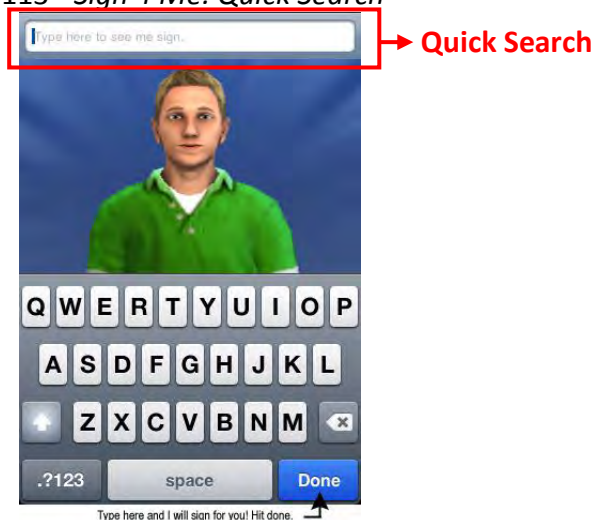 113 - Sign 4 Me: Quick Search
Type here to see me sign.
Quick Search
Q W E R T Y U I O P
A S D F G H J K L
Z X C V B N M
.?123 space Done
Type here and I will sign for you! Hit done.